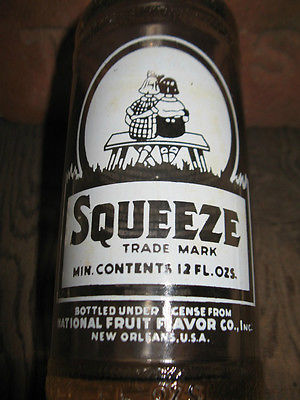 SQUEEZE
TRADE MARK
MIN. CONTENTS 12 FL. OZS.
BOTTLED UNDER LICENSE FROM
NATIONAL FRUIT FLAVOR CO., INC.
NEW ORLEANS, U.S.A.